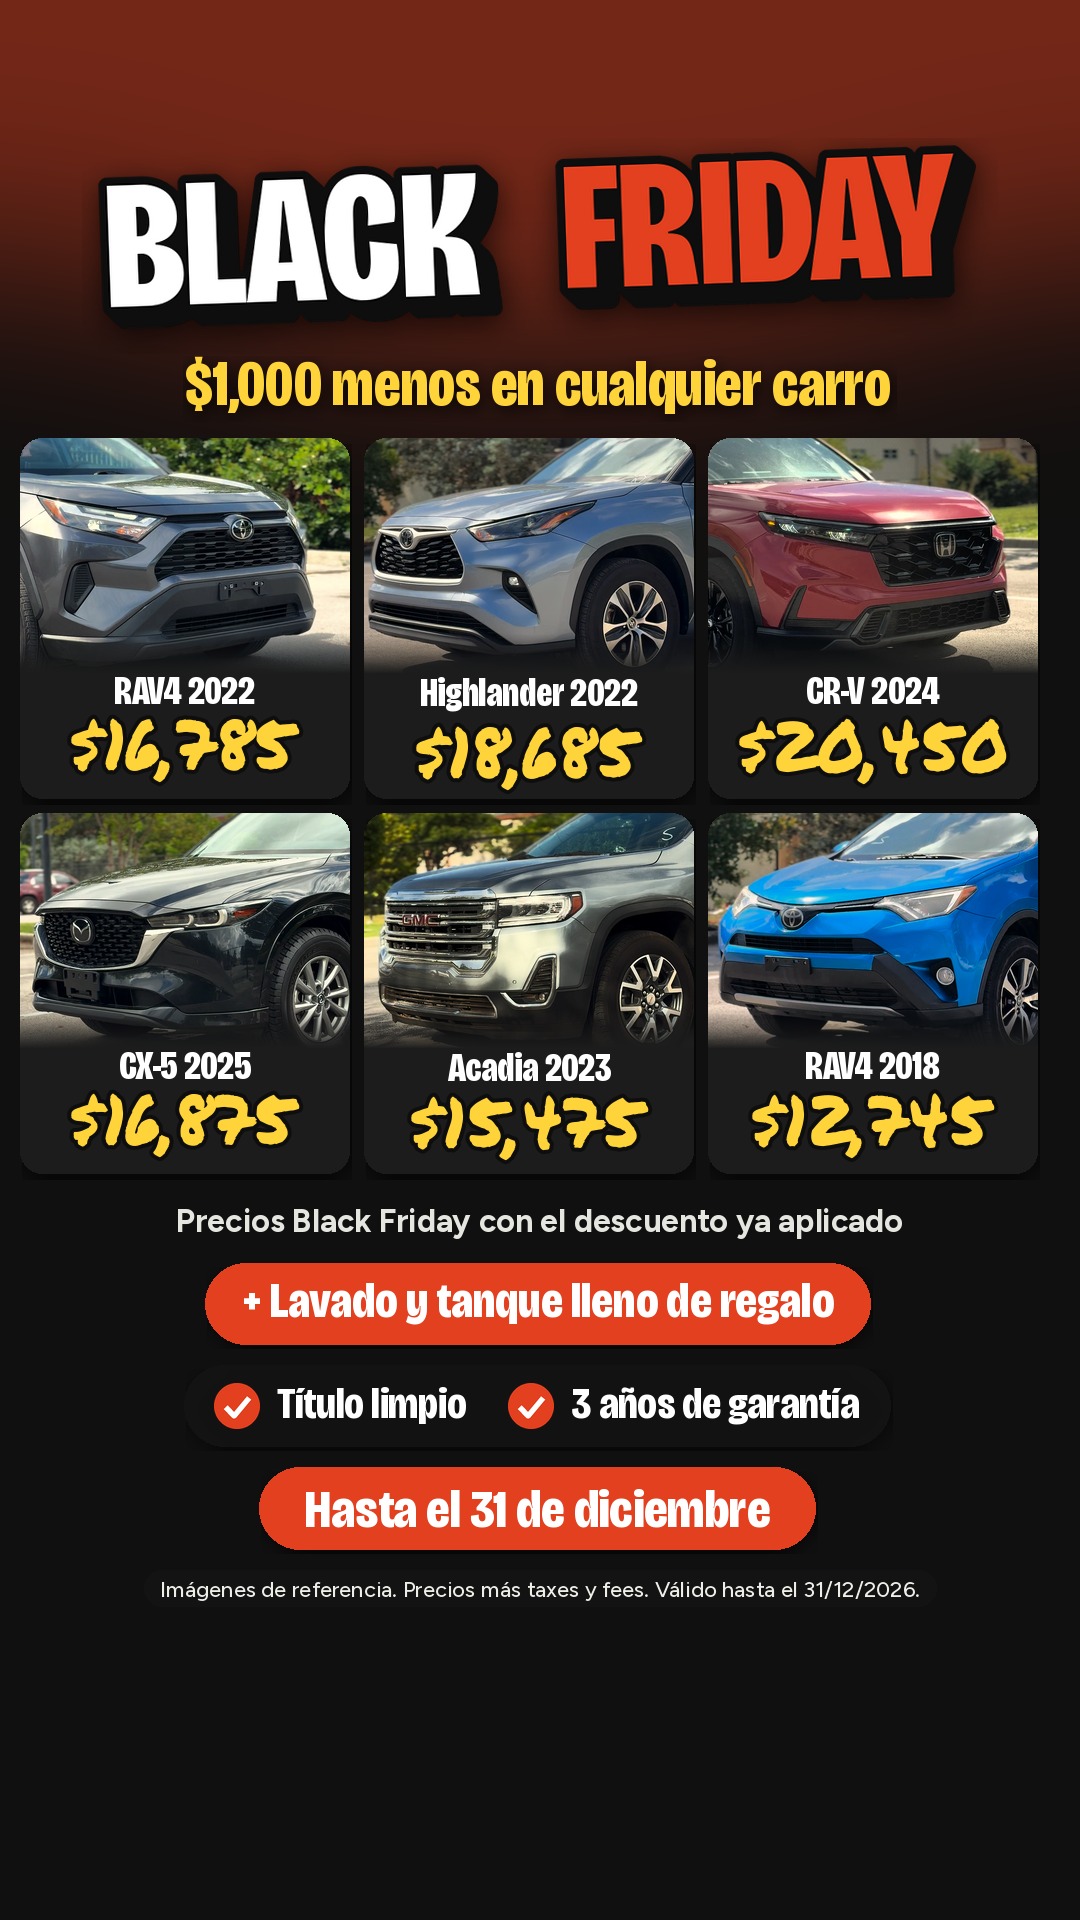 BLACK FRIDAY
$1,000 menos en cualquier carro
RAV4 2022
$16,785
Highlander 2022
$18,685
CR-V 2024
$20,450
GMC
CX-5 2025
$16,875
Acadia 2023
$15,475
RAV4 2018
$12,745
Precios Black Friday con el descuento ya aplicado
+ Lavado y tanque lleno de regalo
Título limpio
3 años de garantía
Hasta el 31 de diciembre
Imágenes de referencia. Precios más taxes y fees. Válido hasta el 31/12/2026.